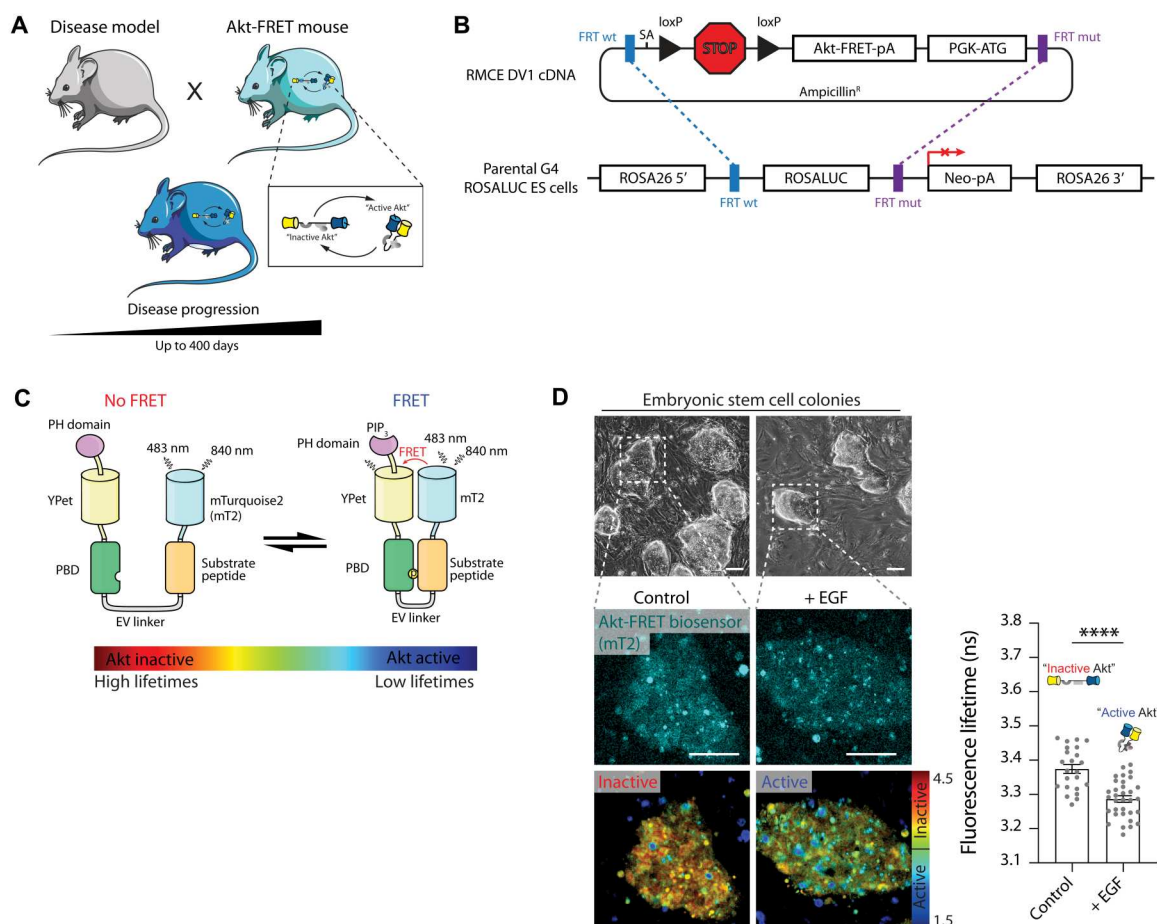 A
Disease model
Akt-FRET mouse
X
"Active Akt"
"Inactive Akt"
Disease progression
Up to 400 days
B
loxP
loxP
FRT wt
SA
STOP
Akt-FRET-pA
PGK-ATG
FRT mut
RMCE DV1 cDNA
Ampicillinᴿ
Parental G4
ROSALUC ES cells
ROSA26 5'
ROSALUC
Neo-pA
ROSA26 3'
FRT wt
FRT mut
C
No FRET
PH domain
483 nm
840 nm
YPet
mTurquoise2
(mT2)
PBD
Substrate
peptide
EV linker
FRET
PIP₃
PH domain
483 nm
840 nm
FRET
YPet
mT2
PBD
Substrate
peptide
EV linker
Akt inactive
Akt active
High lifetimes
Low lifetimes
D
Embryonic stem cell colonies
Control
+ EGF
Akt-FRET biosensor
(mT2)
Inactive
Active
4.5
Inactive
Active
1.5
Fluorescence lifetime (ns)
3.8
3.7
3.6
3.5
3.4
3.3
3.2
3.1
****
"Inactive Akt"
"Active Akt
Control
+ EGF